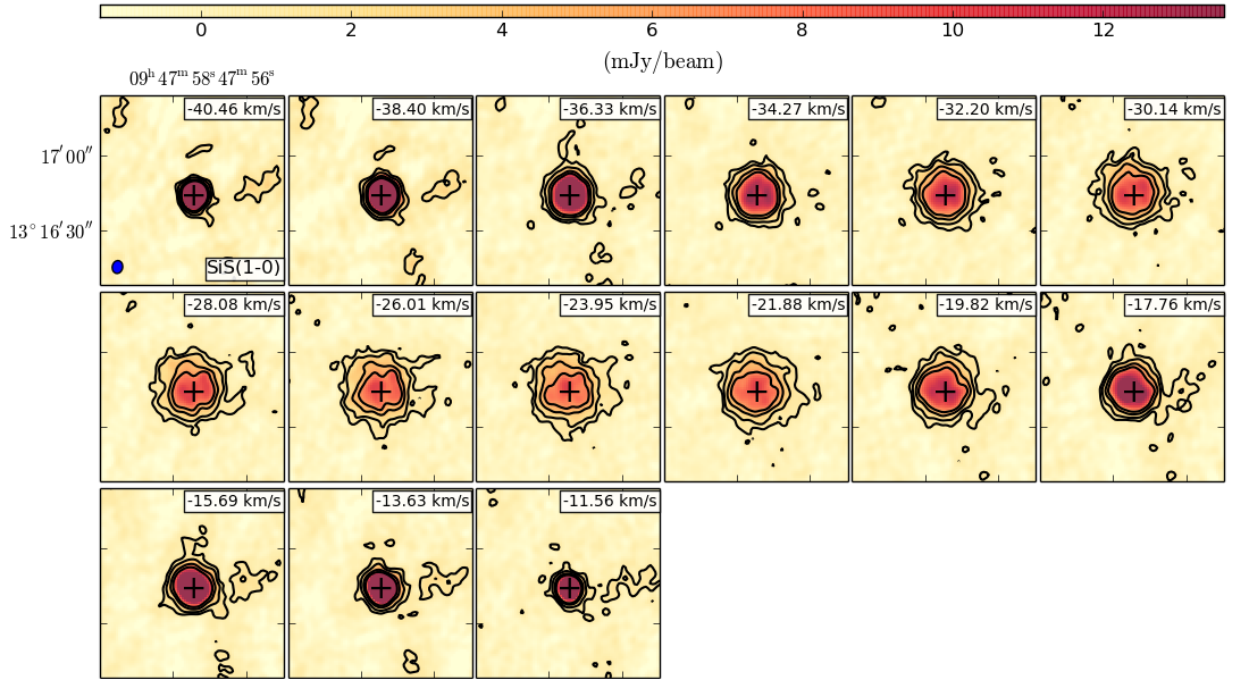 0 2 4 6 8 10 12
(mJy/beam)
09h 47m 58s 47m 56s
-40.46 km/s -38.40 km/s -36.33 km/s -34.27 km/s -32.20 km/s -30.14 km/s
17′00″
13° 16′30″
SiS(1-0)
-28.08 km/s -26.01 km/s -23.95 km/s -21.88 km/s -19.82 km/s -17.76 km/s
-15.69 km/s -13.63 km/s -11.56 km/s